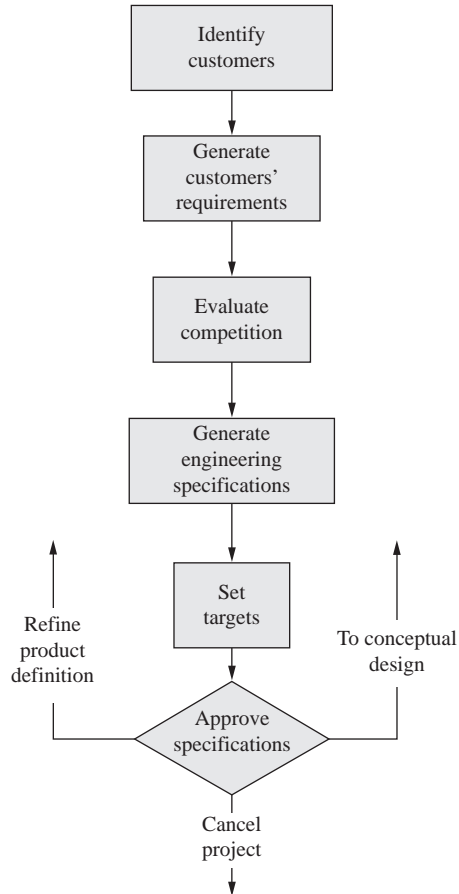 Identify
customers
Generate
customers’
requirements
Evaluate
competition
Generate
engineering
specifications
Set
targets
Refine
product
definition
To conceptual
design
Approve
specifications
Cancel
project